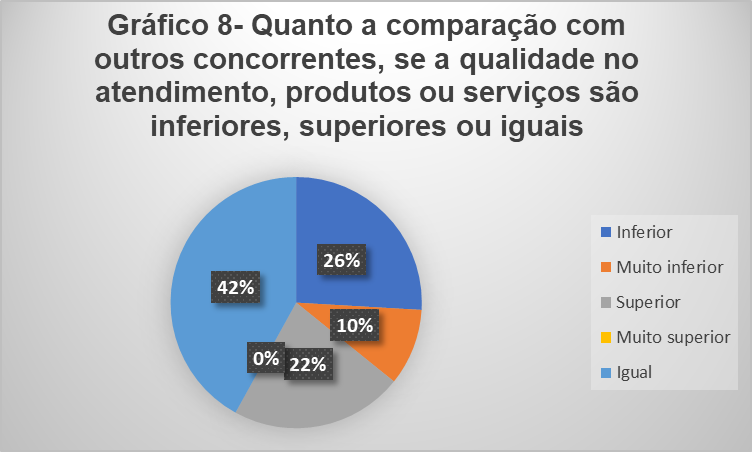 Gráfico 8- Quanto a comparação com
outros concorrentes, se a qualidade no
atendimento, produtos ou serviços são
inferiores, superiores ou iguais
26%
10%
22%
0%
42%
Inferior
Muito inferior
Superior
Muito superior
Igual